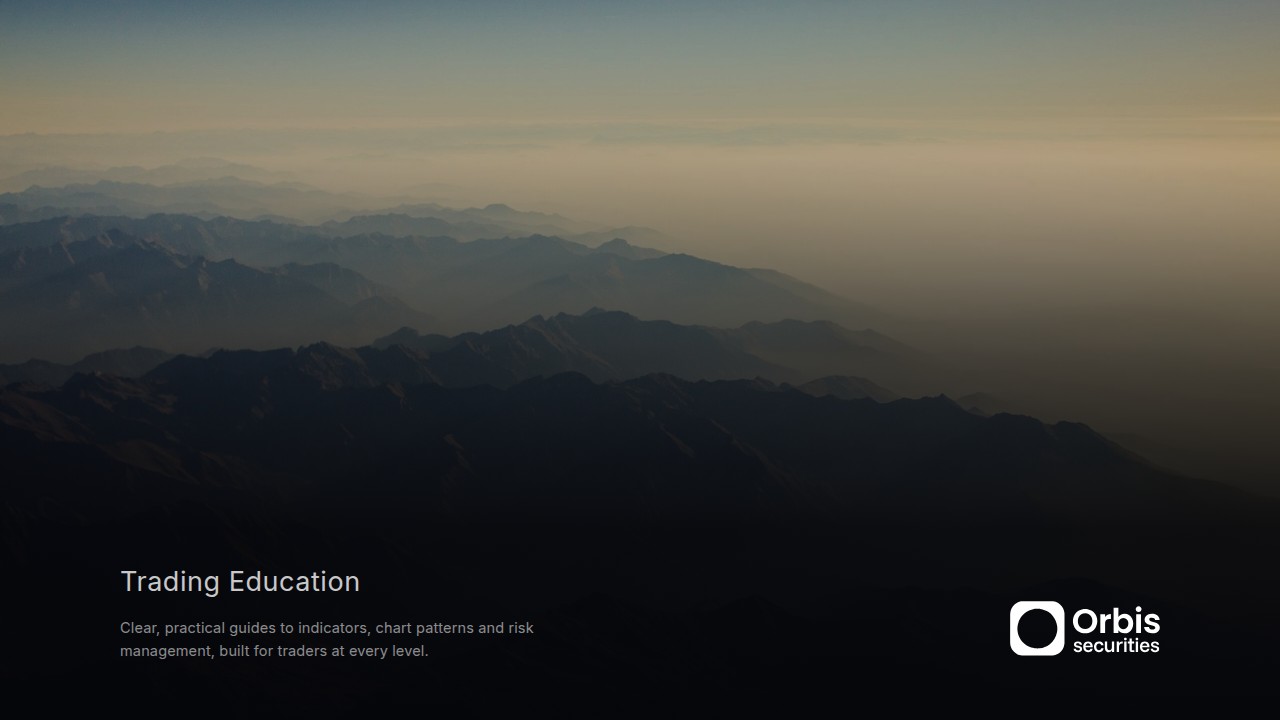 Trading Education
Clear, practical guides to indicators, chart patterns and risk
management, built for traders at every level.
Orbis
securities